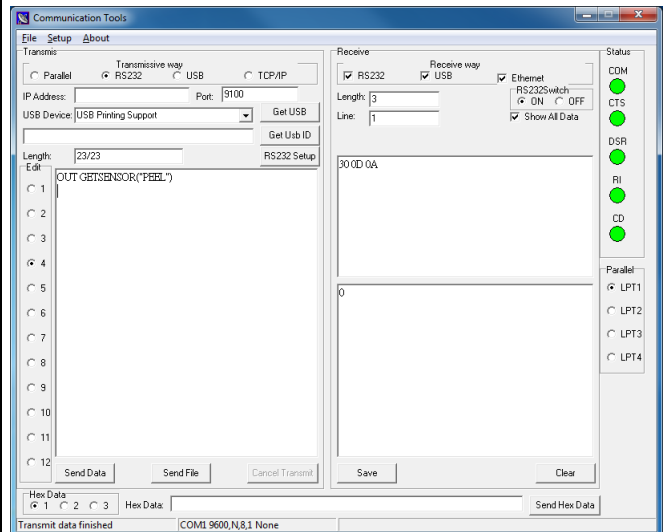 Communication Tools
File Setup About
Transmis
Transmissive way
Parallel RS232 USB TCP/IP
IP Address: Port: 9100
USB Device: USB Printing Support Get USB
Get Usb ID
Length: 23/23 RS232 Setup
Edit
OUT GETSENSOR("PEEL")
1
2
3
4
5
6
7
8
9
10
11
12
Send Data Send File Cancel Transmit
Receive
Receive way
RS232 USB Ethernet
Length: 3
RS232Switch
ON OFF
Line: 1
Show All Data
30 0D 0A
0
Save Clear
Status
COM
CTS
DSR
RI
CD
Parallel
LPT1
LPT2
LPT3
LPT4
Hex Data
1 2 3 Hex Data: Send Hex Data
Transmit data finished COM1 9600,N,8,1 None